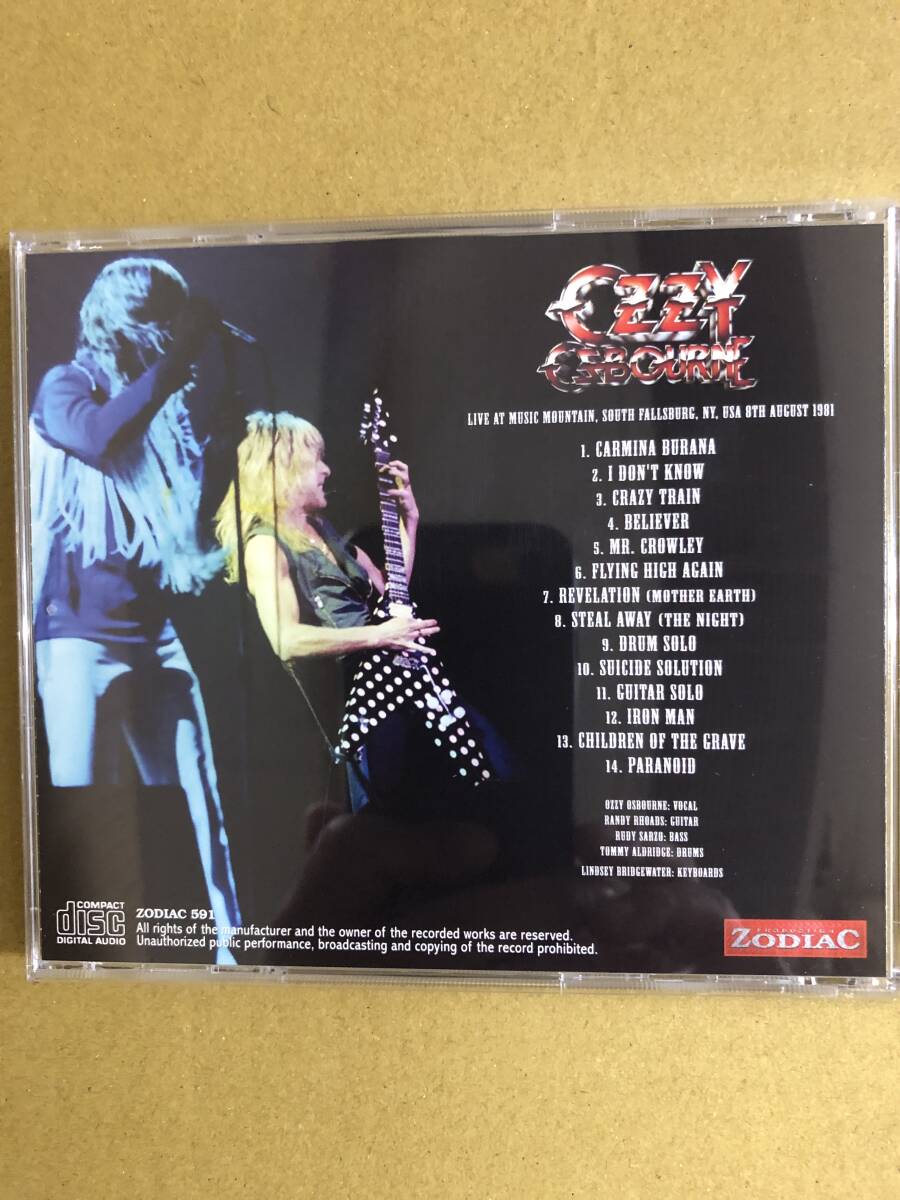 OZZY
OSBOURNE
LIVE AT MUSIC MOUNTAIN, SOUTH FALLSBURG, NY, USA 8TH AUGUST 1981
1. CARMINA BURANA
2. I DON'T KNOW
3. CRAZY TRAIN
4. BELIEVER
5. MR. CROWLEY
6. FLYING HIGH AGAIN
7. REVELATION (MOTHER EARTH)
8. STEAL AWAY (THE NIGHT)
9. DRUM SOLO
10. SUICIDE SOLUTION
11. GUITAR SOLO
12. IRON MAN
13. CHILDREN OF THE GRAVE
14. PARANOID
OZZY OSBOURNE: VOCAL
RANDY RHOADS: GUITAR
RUDY SARZO: BASS
TOMMY ALDRIDGE: DRUMS
LINDSEY BRIDGEWATER: KEYBOARDS
COMPACT
disc
DIGITAL AUDIO
ZODIAC 591
All rights of the manufacturer and the owner of the recorded works are reserved.
Unauthorized public performance, broadcasting and copying of the record prohibited.
PRODUCTION
ZODIAC